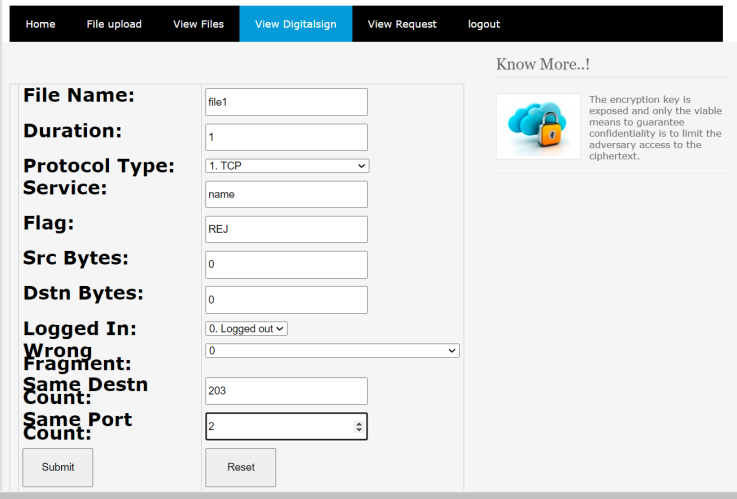 Home File upload View Files View Digitalsign View Request logout
Know More..!
The encryption key is
exposed and only the viable
means to guarantee
confidentiality is to limit the
adversary access to the
ciphertext.
File Name: file1
Duration: 1
Protocol Type: 1. TCP
Service: name
Flag: REJ
Src Bytes: 0
Dstn Bytes: 0
Logged In: 0. Logged out
Wrong 0
Fragment:
Same Destn 203
Count:
Same Port 2
Count:
Submit Reset